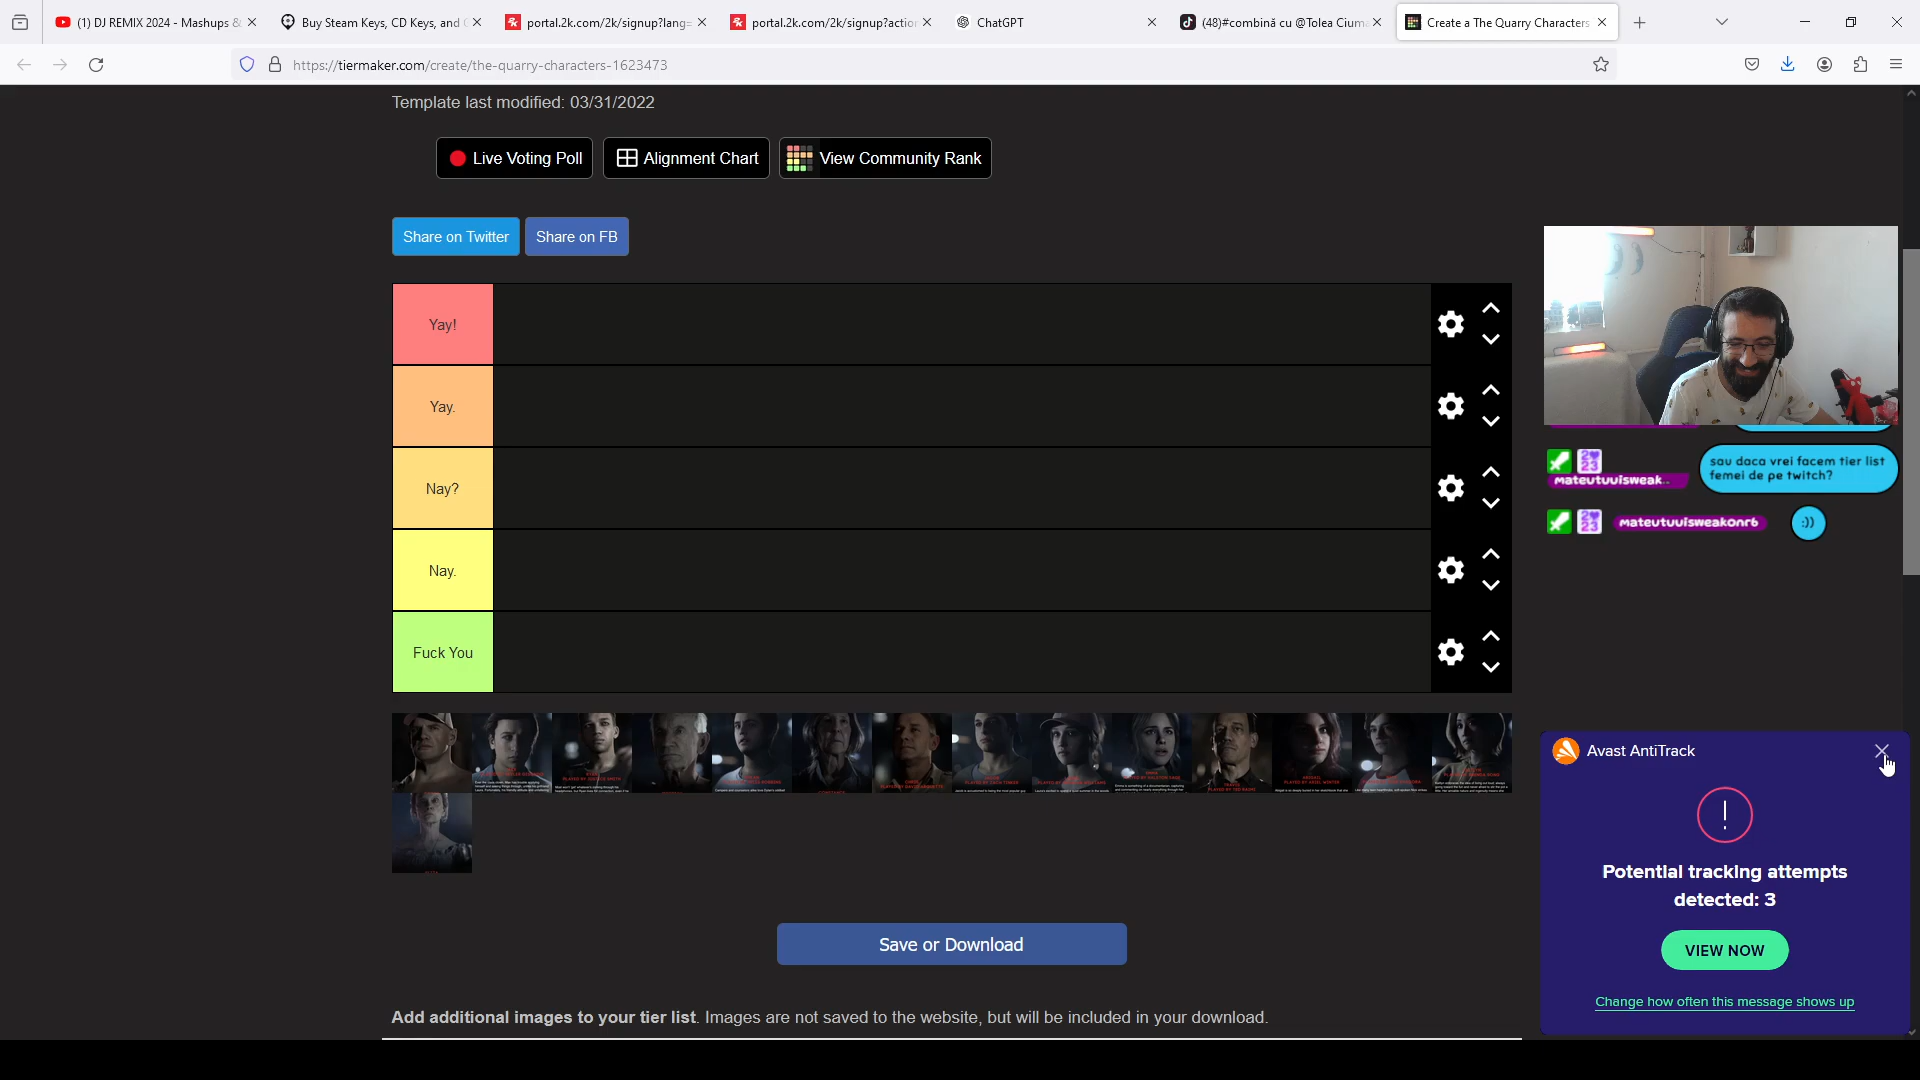 (1) DJ REMIX 2024 - Mashups &
Buy Steam Keys, CD Keys, and
portal.2k.com/2k/signup?lang=
portal.2k.com/2k/signup?action
ChatGPT
(48)#combină cu @Tolea Ciuma
Create a The Quarry Characters
https://tiermaker.com/create/the-quarry-characters-1623473
Template last modified: 03/31/2022
Live Voting Poll
Alignment Chart
View Community Rank
Share on Twitter
Share on FB
Yay!
Yay.
Nay?
Nay.
Fuck You
mateutuuisweak..
sau daca vrei facem tier list
femei de pe twitch?
mateutuuisweakonr6
:))
Avast AntiTrack
Potential tracking attempts
detected: 3
VIEW NOW
Change how often this message shows up
Save or Download
Add additional images to your tier list. Images are not saved to the website, but will be included in your download.